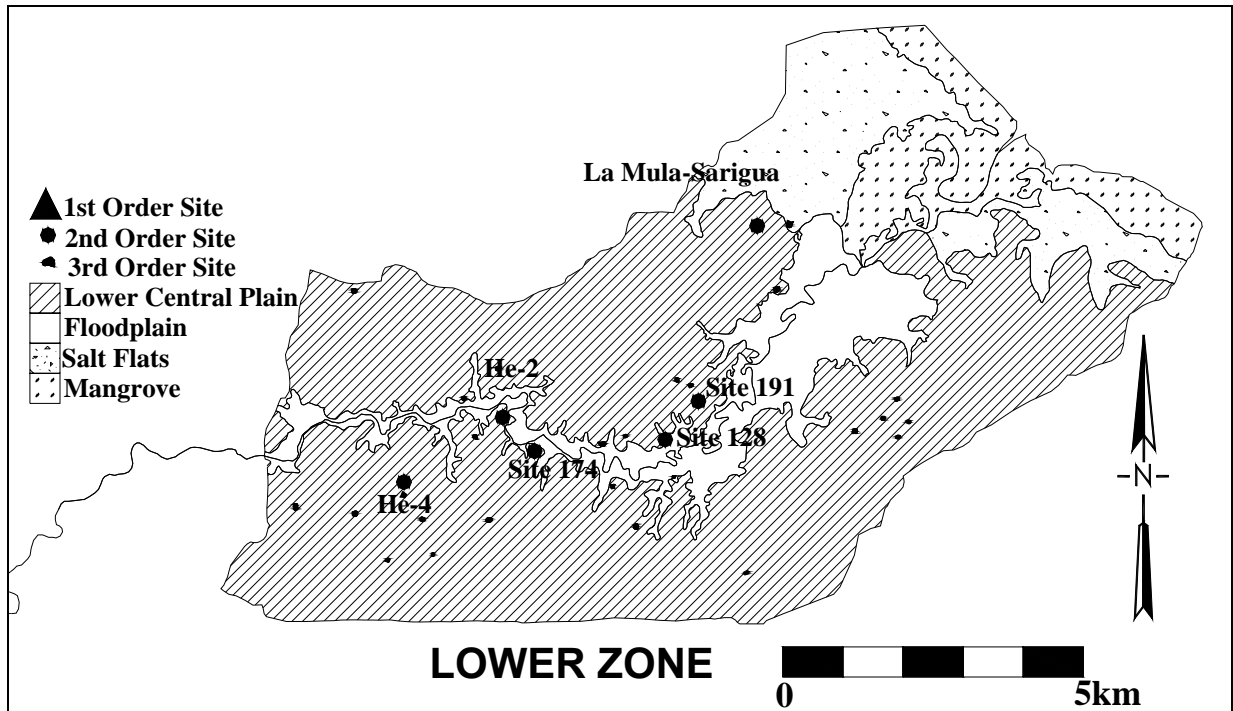 La Mula-Sarigua
1st Order Site
2nd Order Site
3rd Order Site
Lower Central Plain
Floodplain
Salt Flats
Mangrove
He-2
Site 191
Site 128
Site 174
He-4
N
LOWER ZONE
0 5km